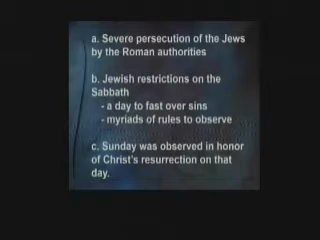 a. Severe persecution of the Jews
by the Roman authorities
b. Jewish restrictions on the
Sabbath
- a day to fast over sins
- myriads of rules to observe
c. Sunday was observed in honor
of Christ's resurrection on that
day.